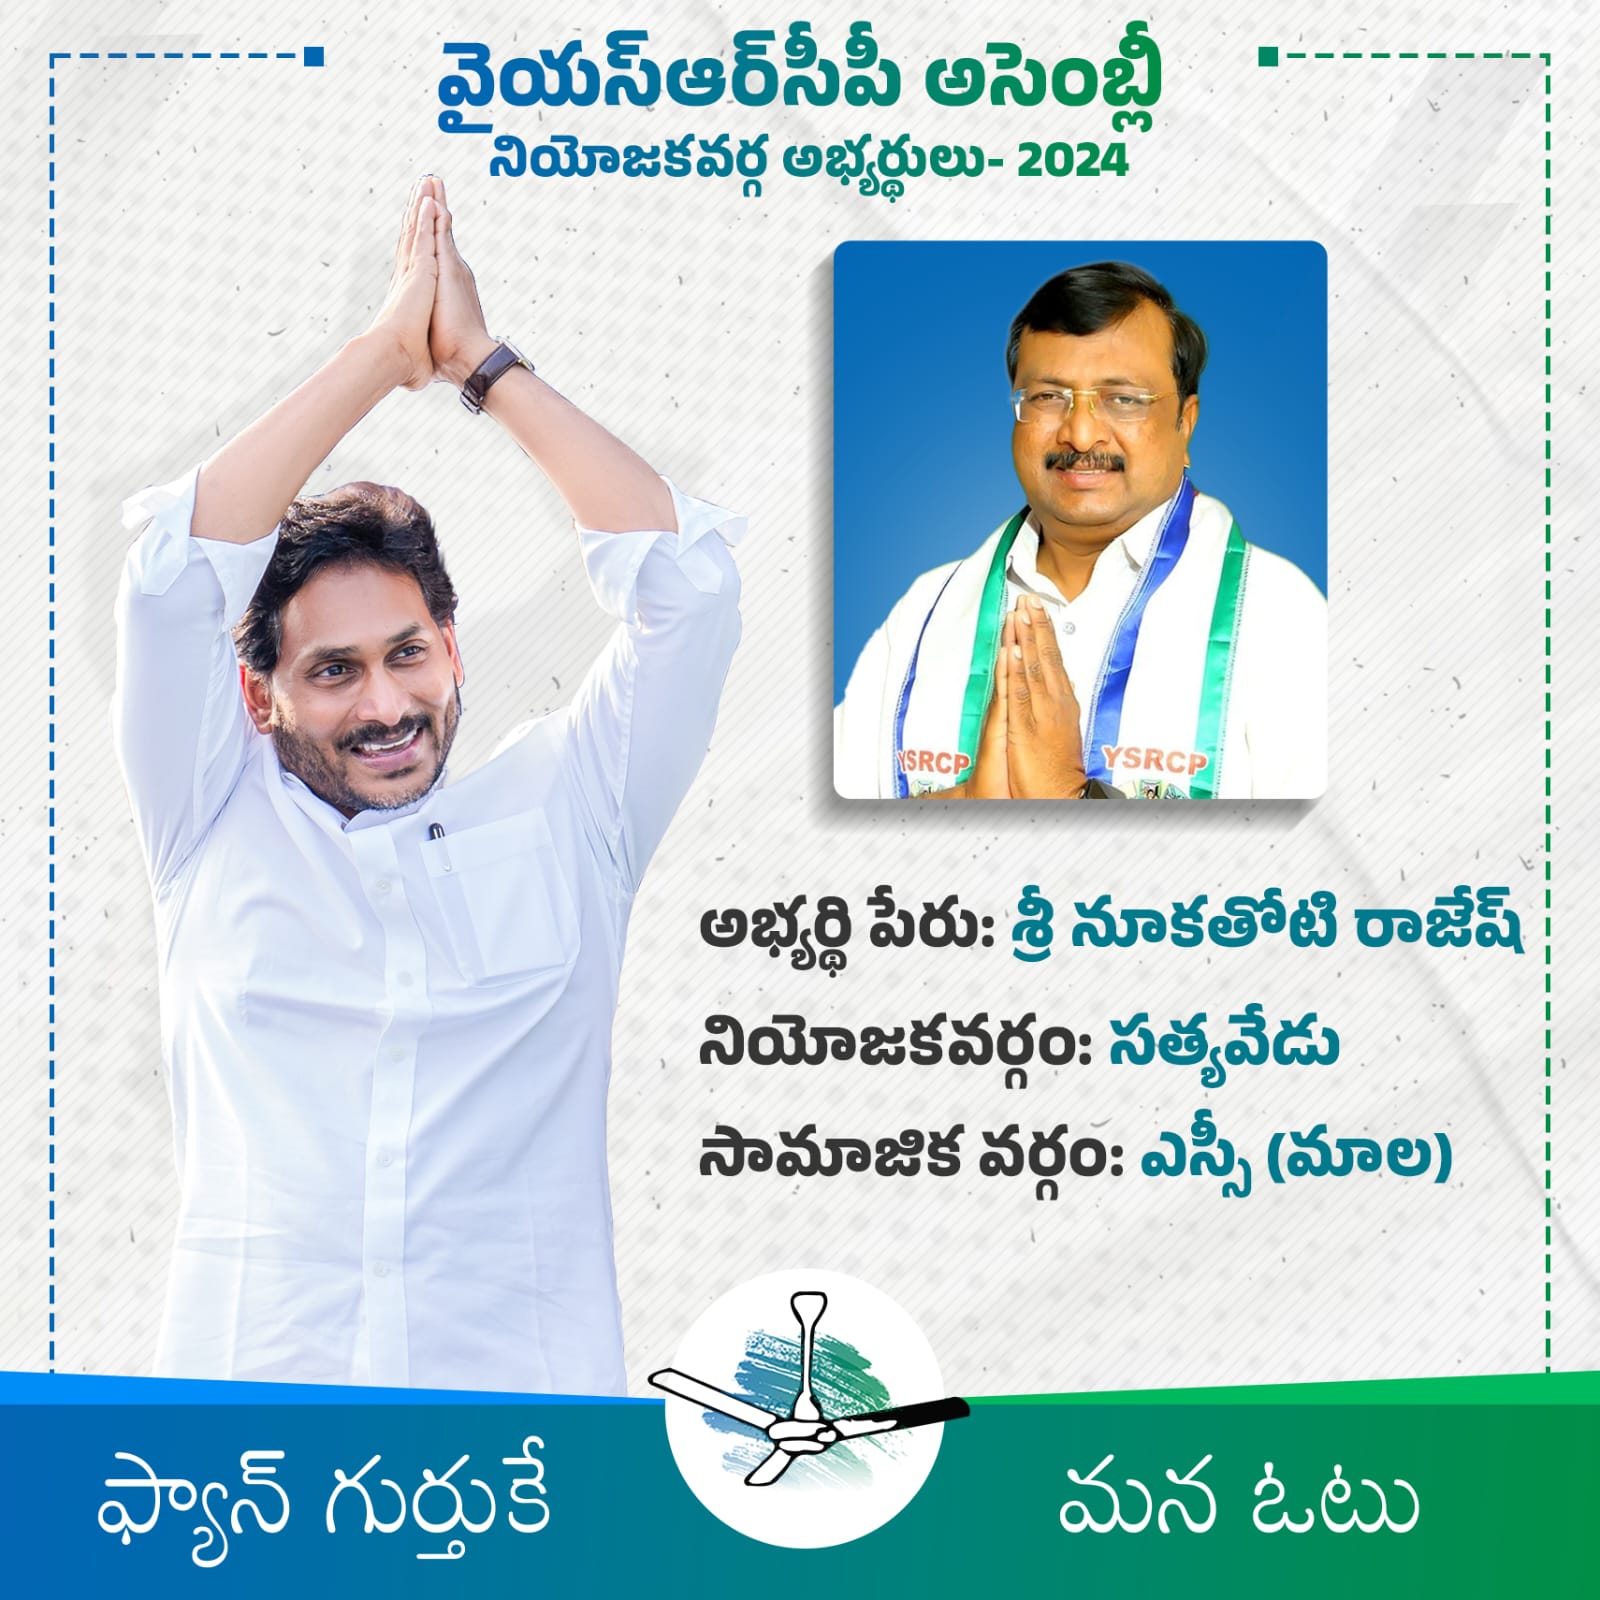 వైయస్ఆర్‌సీపీ అసెంబ్లీ
నియోజకవర్గ అభ్యర్థులు- 2024
YSRCP YSRCP
అభ్యర్థి పేరు: శ్రీ నూకతోటి రాజేష్
నియోజకవర్గం: సత్యవేడు
సామాజిక వర్గం: ఎస్సీ (మాల)
ఫ్యాన్ గుర్తుకే మన ఓటు